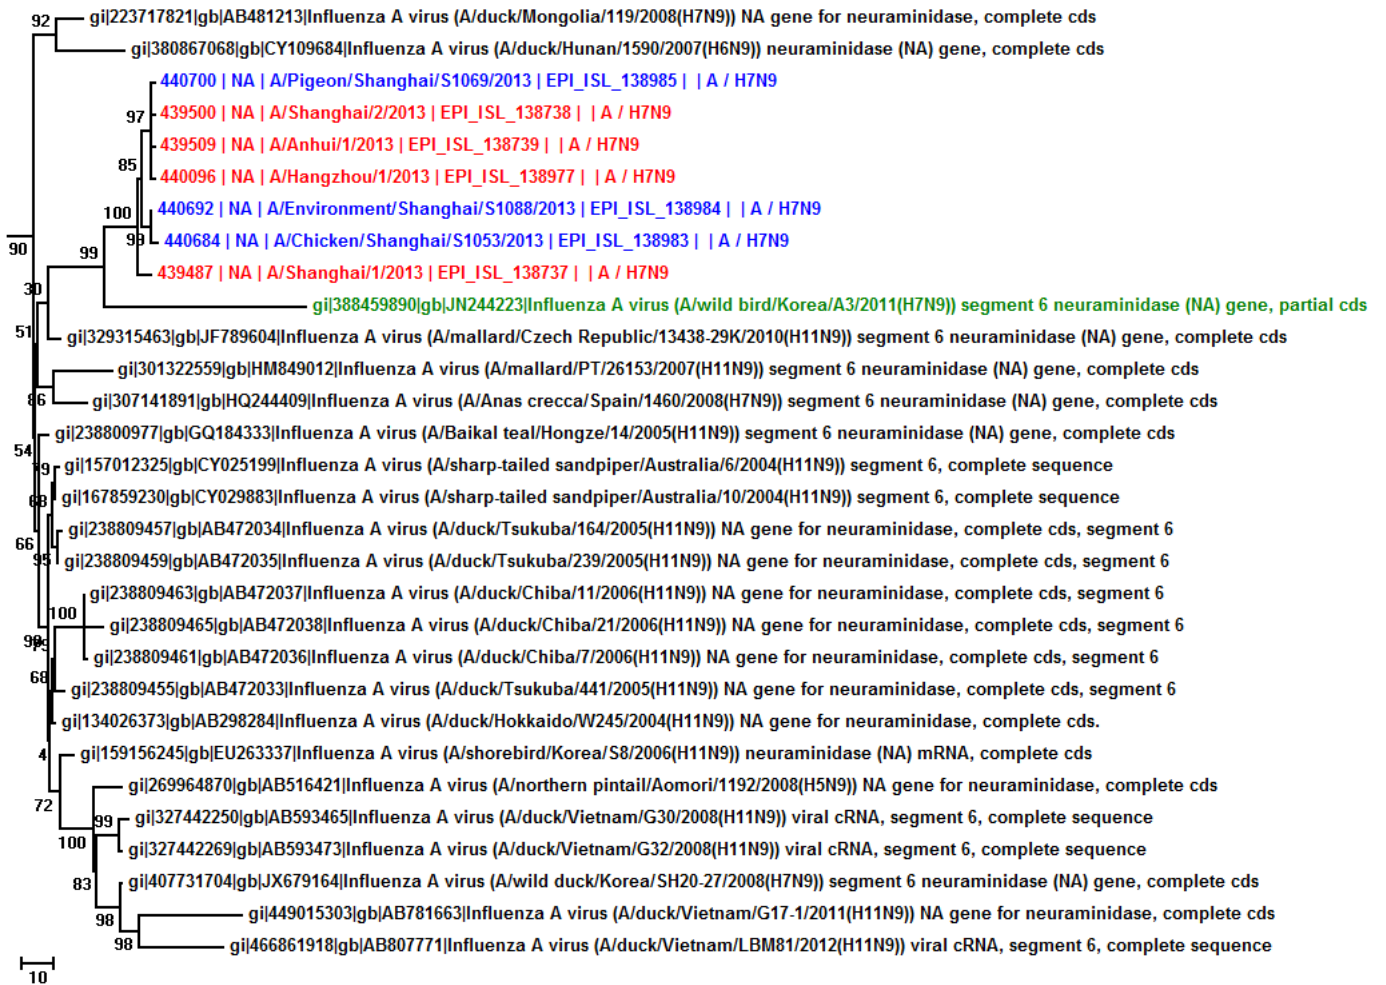 92
gi|223717821|gb|AB481213|Influenza A virus (A/duck/Mongolia/119/2008(H7N9)) NA gene for neuraminidase, complete cds
gi|380867068|gb|CY109684|Influenza A virus (A/duck/Hunan/1590/2007(H6N9)) neuraminidase (NA) gene, complete cds
440700 | NA | A/Pigeon/Shanghai/S1069/2013 | EPI_ISL_138985 | | A / H7N9
97
439500 | NA | A/Shanghai/2/2013 | EPI_ISL_138738 | | A / H7N9
439509 | NA | A/Anhui/1/2013 | EPI_ISL_138739 | | A / H7N9
85
440096 | NA | A/Hangzhou/1/2013 | EPI_ISL_138977 | | A / H7N9
100
440692 | NA | A/Environment/Shanghai/S1088/2013 | EPI_ISL_138984 | | A / H7N9
90
99
99
440684 | NA | A/Chicken/Shanghai/S1053/2013 | EPI_ISL_138983 | | A / H7N9
439487 | NA | A/Shanghai/1/2013 | EPI_ISL_138737 | | A / H7N9
30
gi|388459890|gb|JN244223|Influenza A virus (A/wild bird/Korea/A3/2011(H7N9)) segment 6 neuraminidase (NA) gene, partial cds
51
gi|329315463|gb|JF789604|Influenza A virus (A/mallard/Czech Republic/13438-29K/2010(H11N9)) segment 6 neuraminidase (NA) gene, complete cds
gi|301322559|gb|HM849012|Influenza A virus (A/mallard/PT/26153/2007(H11N9)) segment 6 neuraminidase (NA) gene, complete cds
86
gi|307141891|gb|HQ244409|Influenza A virus (A/Anas crecca/Spain/1460/2008(H7N9)) segment 6 neuraminidase (NA) gene, complete cds
gi|238800977|gb|GQ184333|Influenza A virus (A/Baikal teal/Hongze/14/2005(H11N9)) segment 6 neuraminidase (NA) gene, complete cds
54
79
gi|157012325|gb|CY025199|Influenza A virus (A/sharp-tailed sandpiper/Australia/6/2004(H11N9)) segment 6, complete sequence
68
gi|167859230|gb|CY029883|Influenza A virus (A/sharp-tailed sandpiper/Australia/10/2004(H11N9)) segment 6, complete sequence
gi|238809457|gb|AB472034|Influenza A virus (A/duck/Tsukuba/164/2005(H11N9)) NA gene for neuraminidase, complete cds, segment 6
66
95
gi|238809459|gb|AB472035|Influenza A virus (A/duck/Tsukuba/239/2005(H11N9)) NA gene for neuraminidase, complete cds, segment 6
gi|238809463|gb|AB472037|Influenza A virus (A/duck/Chiba/11/2006(H11N9)) NA gene for neuraminidase, complete cds, segment 6
100
gi|238809465|gb|AB472038|Influenza A virus (A/duck/Chiba/21/2006(H11N9)) NA gene for neuraminidase, complete cds, segment 6
gi|238809461|gb|AB472036|Influenza A virus (A/duck/Chiba/7/2006(H11N9)) NA gene for neuraminidase, complete cds, segment 6
68
gi|238809455|gb|AB472033|Influenza A virus (A/duck/Tsukuba/441/2005(H11N9)) NA gene for neuraminidase, complete cds, segment 6
gi|134026373|gb|AB298284|Influenza A virus (A/duck/Hokkaido/W245/2004(H11N9) NA gene for neuraminidase, complete cds.
4
gi|159156245|gb|EU263337|Influenza A virus (A/shorebird/Korea/S8/2006(H11N9)) neuraminidase (NA) mRNA, complete cds
gi|269964870|gb|AB516421|Influenza A virus (A/northern pintail/Aomori/1192/2008(H5N9)) NA gene for neuraminidase, complete cds
72
99
gi|327442250|gb|AB593465|Influenza A virus (A/duck/Vietnam/G30/2008(H11N9)) viral cRNA, segment 6, complete sequence
100
gi|327442269|gb|AB593473|Influenza A virus (A/duck/Vietnam/G32/2008(H11N9)) viral cRNA, segment 6, complete sequence
83
gi|407731704|gb|JX679164|Influenza A virus (A/wild duck/Korea/SH20-27/2008(H7N9)) segment 6 neuraminidase (NA) gene, complete cds
98
gi|449015303|gb|AB781663|Influenza A virus (A/duck/Vietnam/G17-1/2011(H11N9)) NA gene for neuraminidase, complete cds
98
gi|466861918|gb|AB807771|Influenza A virus (A/duck/Vietnam/LBM81/2012(H11N9)) viral cRNA, segment 6, complete sequence
10